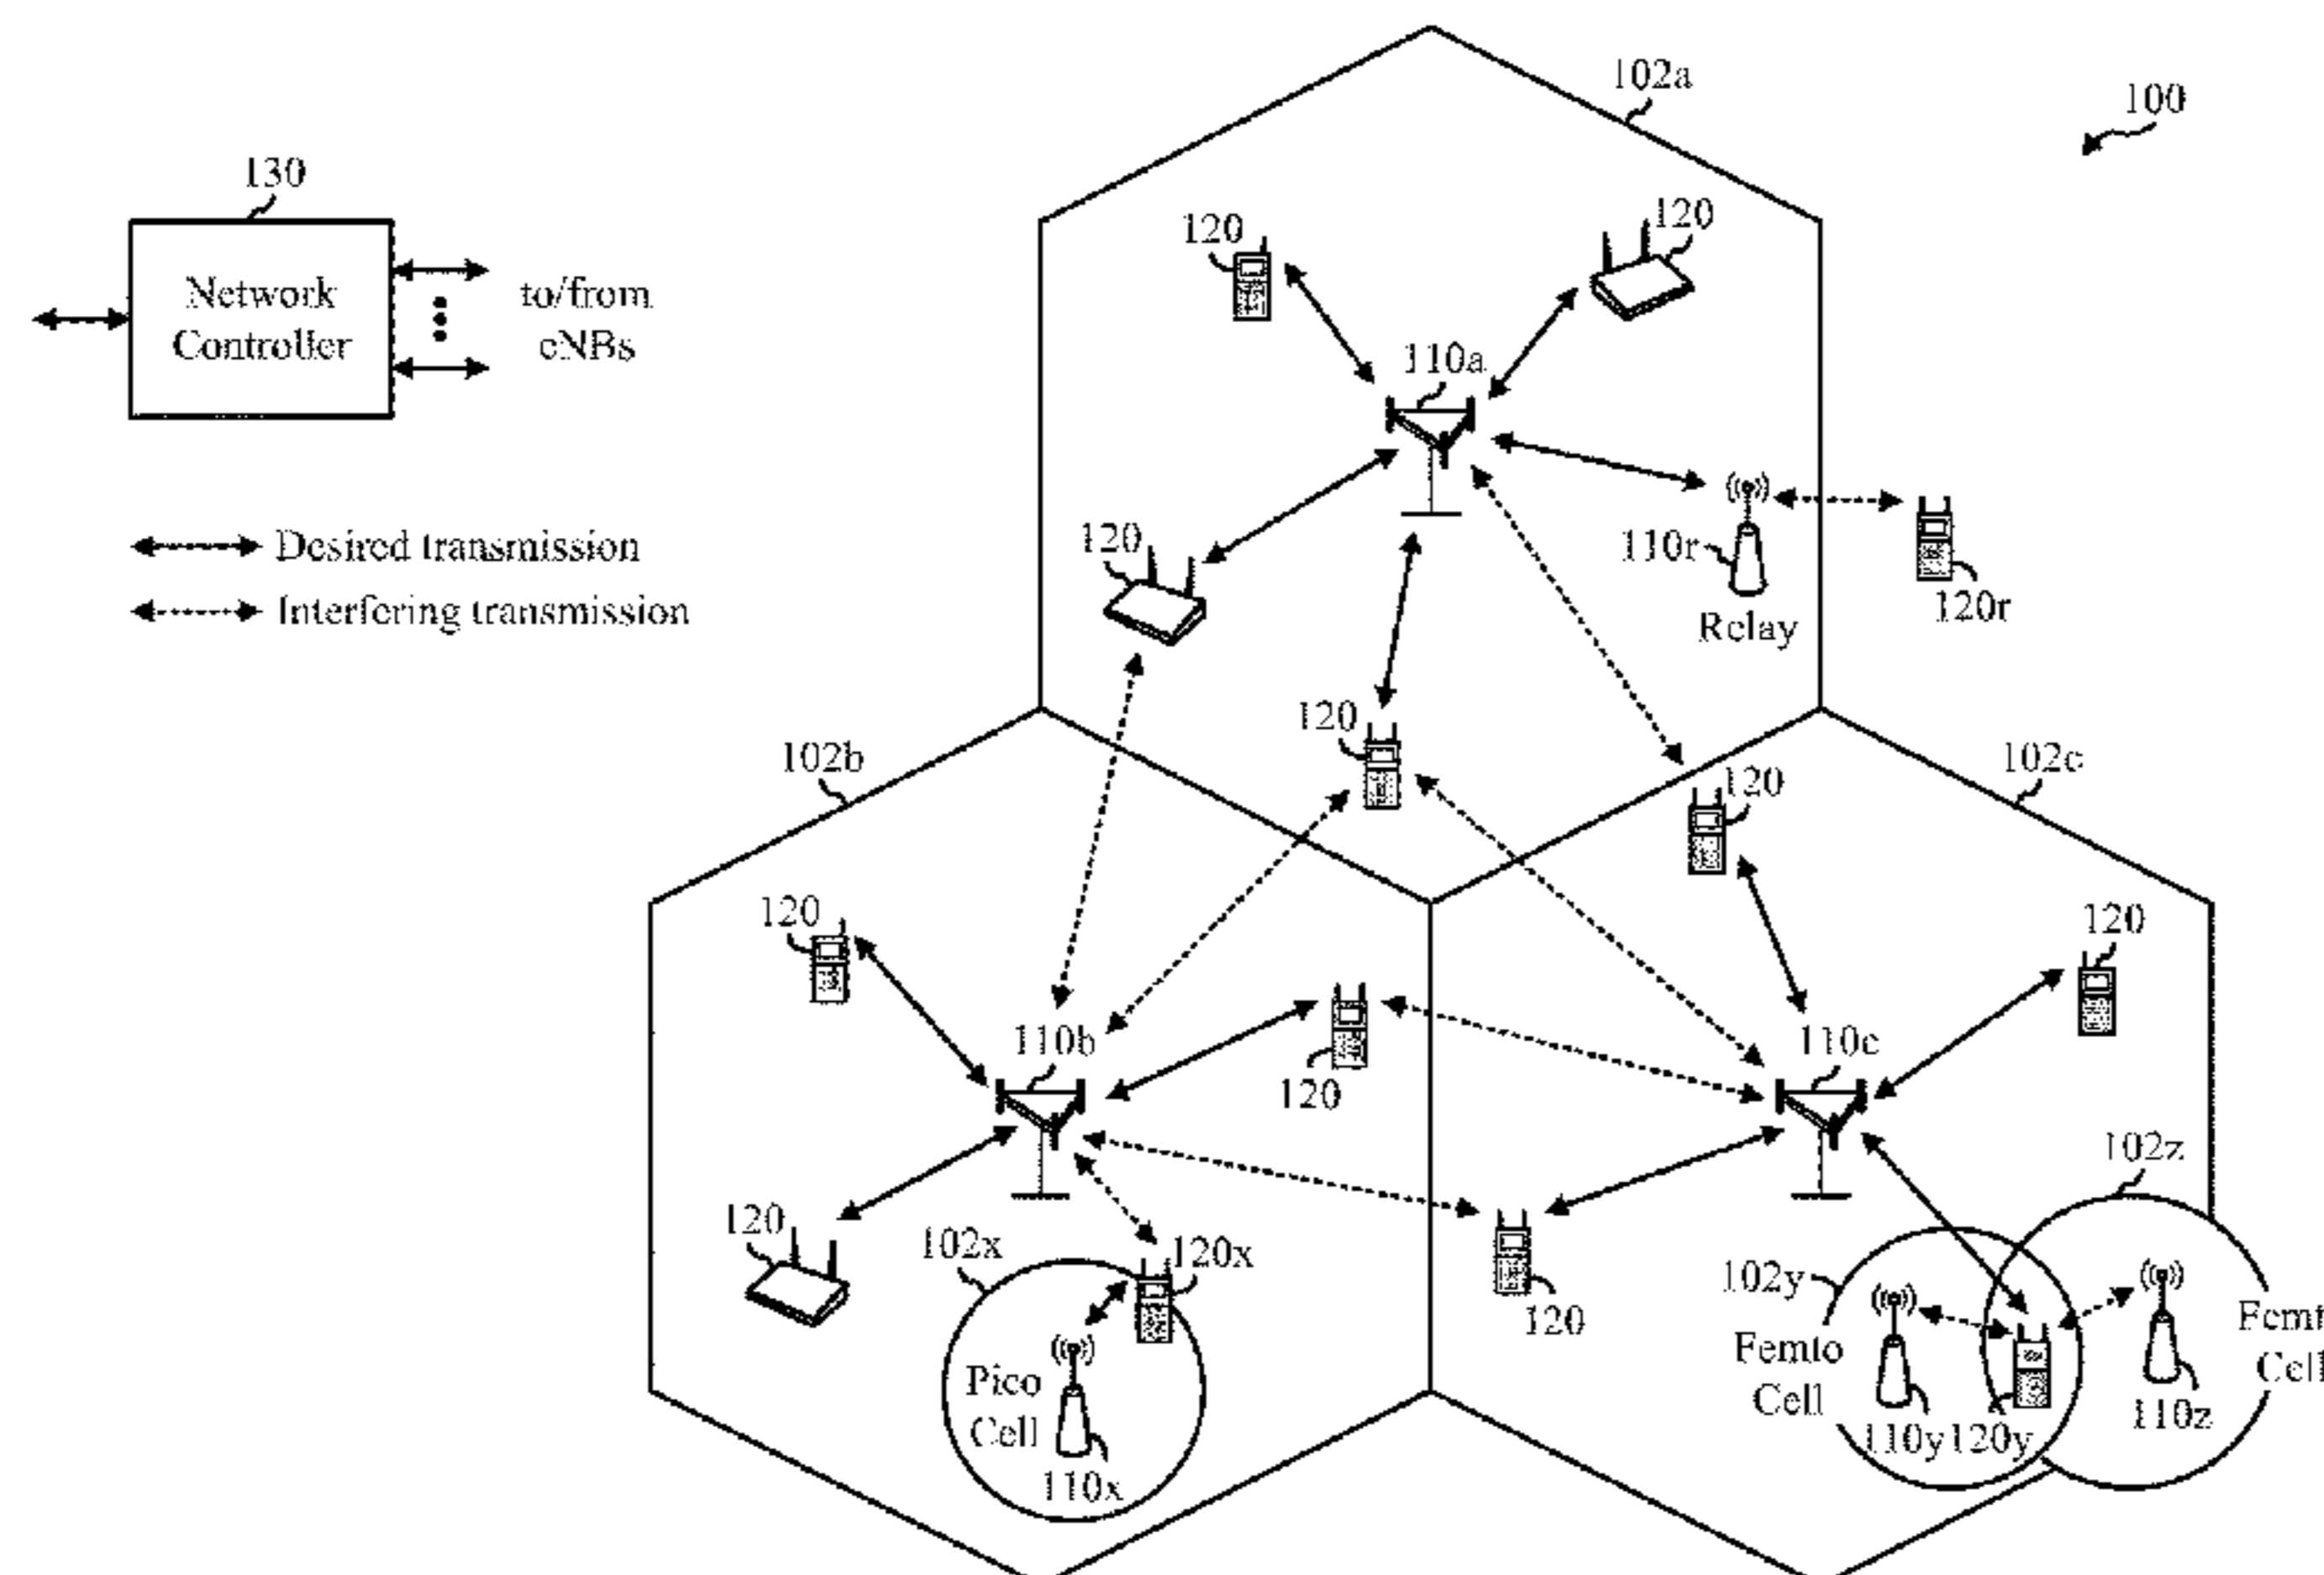 102a
100
130
120
120
Network
Controller
to/from
eNBs
110a
Desired transmission
Interfering transmission
120
110r
Relay
120r
120
102b
102c
120
120
120
110b
120
110c
102z
120
102x
120x
102y
120
Pico
Cell
Femto
Cell
110x
110y
120y
110z
Femt
Cell